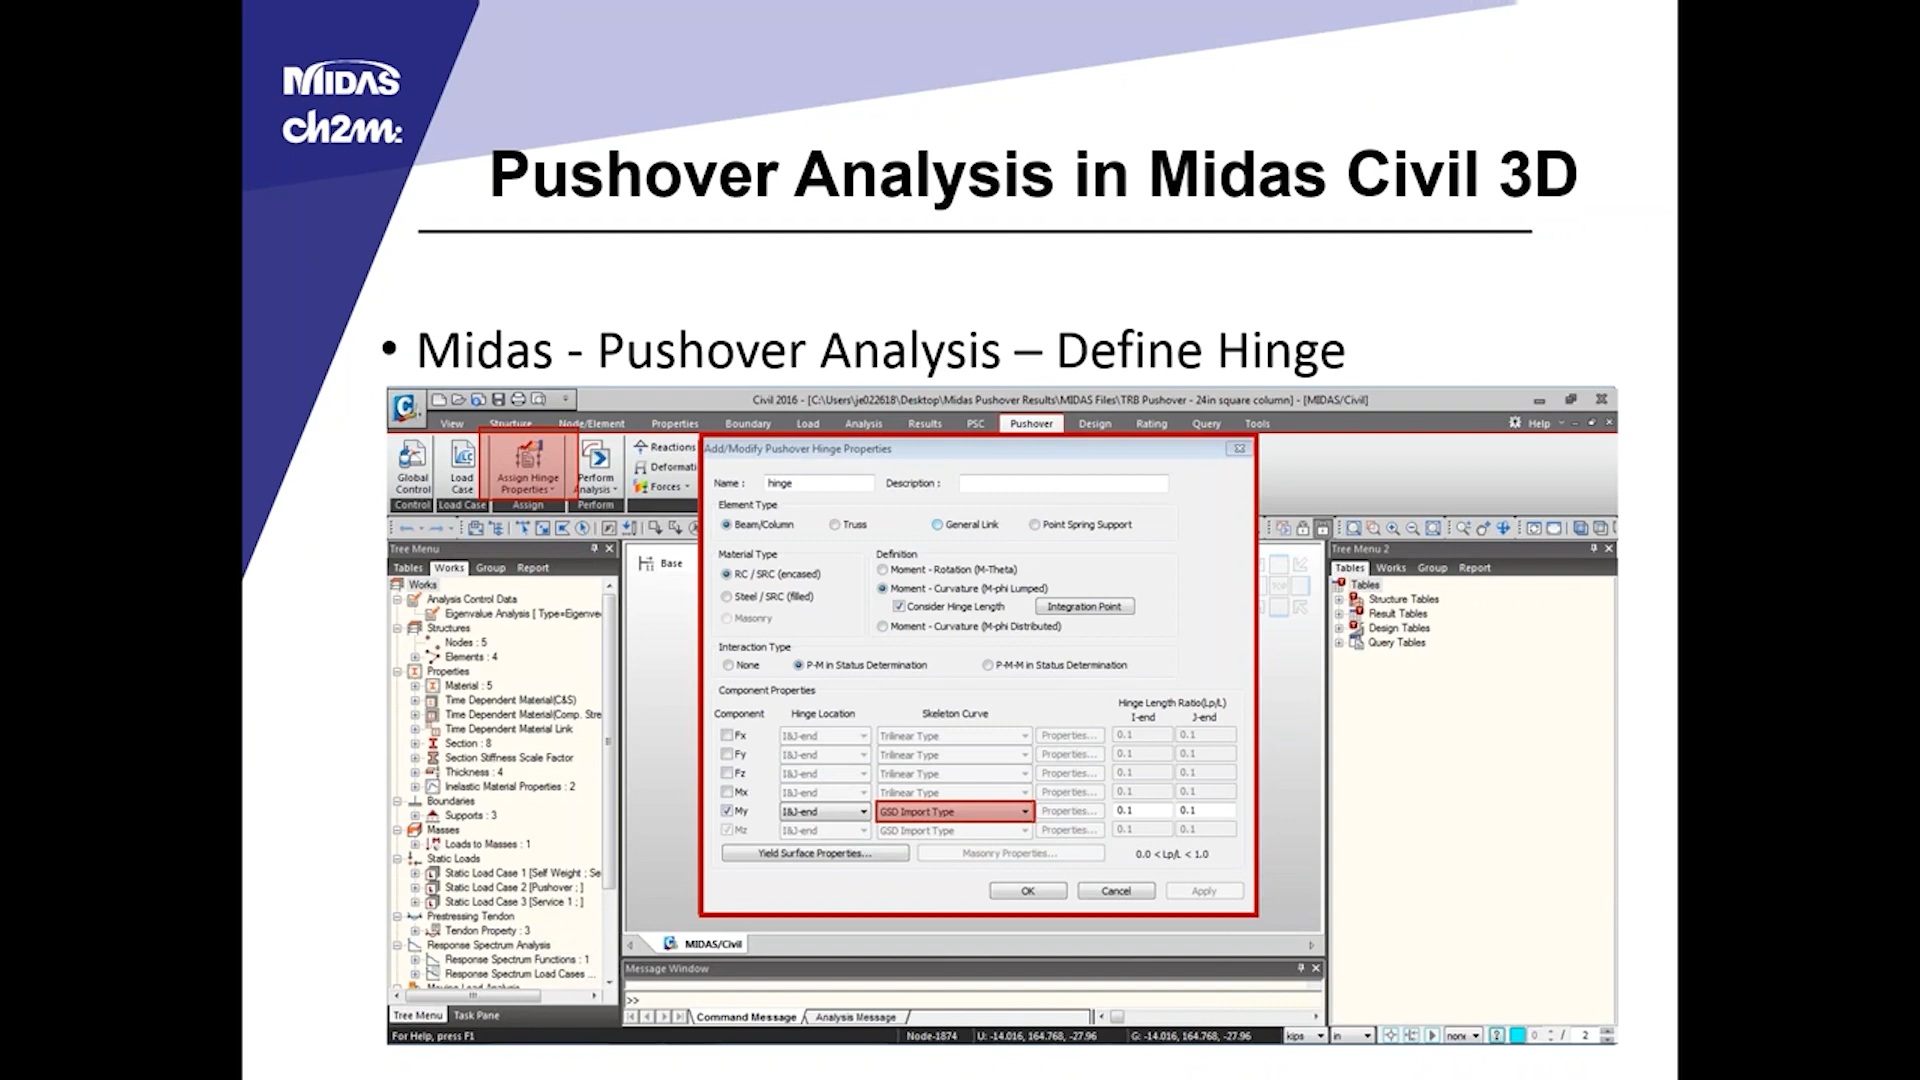 MIDAS
ch2m:
Pushover Analysis in Midas Civil 3D
• Midas - Pushover Analysis – Define Hinge
Civil 2016 - [C:\Users\je022618\Desktop\Midas Pushover Results\MIDAS Files\TRB Pushover - 24in square column] - [MIDAS/Civil]
View Structure Node/Element Properties Boundary Load Analysis Results PSC Pushover Design Rating Query Tools Help
Global Control
Load Case
Assign Hinge Properties
Perform Analysis
Reactions
Deformati
Forces
Control Load Case Assign Perform
Tree Menu
Tables Works Group Report
Works
Analysis Control Data
Eigenvalue Analysis [ Type=Eigenve
Structures
Nodes : 5
Elements : 4
Properties
Material : 5
Time Dependent Material(C&S)
Time Dependent Material(Comp. Stre
Time Dependent Material Link
Section : 8
Section Stiffness Scale Factor
Thickness : 4
Inelastic Material Properties : 2
Boundaries
Supports : 3
Masses
Loads to Masses : 1
Static Loads
Static Load Case 1 [Self Weight ; Se
Static Load Case 2 [Pushover ; ]
Static Load Case 3 [Service 1 ; ]
Prestressing Tendon
Tendon Property : 3
Response Spectrum Analysis
Response Spectrum Functions : 1
Response Spectrum Load Cases ...
Moving Load Analysis
Tree Menu Task Pane
Base
Add/Modify Pushover Hinge Properties
Name : hinge Description :
Element Type
Beam/Column Truss General Link Point Spring Support
Material Type
RC / SRC (encased)
Steel / SRC (filled)
Masonry
Definition
Moment - Rotation (M-Theta)
Moment - Curvature (M-phi Lumped)
Consider Hinge Length Integration Point
Moment - Curvature (M-phi Distributed)
Interaction Type
None P-M in Status Determination P-M-M in Status Determination
Component Properties
Hinge Length Ratio(Lp/L)
Component Hinge Location Skeleton Curve I-end J-end
Fx I&J-end Trilinear Type Properties... 0.1 0.1
Fy I&J-end Trilinear Type Properties... 0.1 0.1
Fz I&J-end Trilinear Type Properties... 0.1 0.1
Mx I&J-end Trilinear Type Properties... 0.1 0.1
My I&J-end GSD Import Type Properties... 0.1 0.1
Mz I&J-end GSD Import Type Properties... 0.1 0.1
Yield Surface Properties... Masonry Properties... 0.0 < Lp/L < 1.0
OK Cancel Apply
TOP
MIDAS/Civil
Message Window
>>
Command Message Analysis Message
Tree Menu 2
Tables Works Group Report
Tables
Structure Tables
Result Tables
Design Tables
Query Tables
For Help, press F1 Node-1874 U: -14.016, 164.768, -27.96 G: -14.016, 164.768, -27.96 kips in none 0 / 2